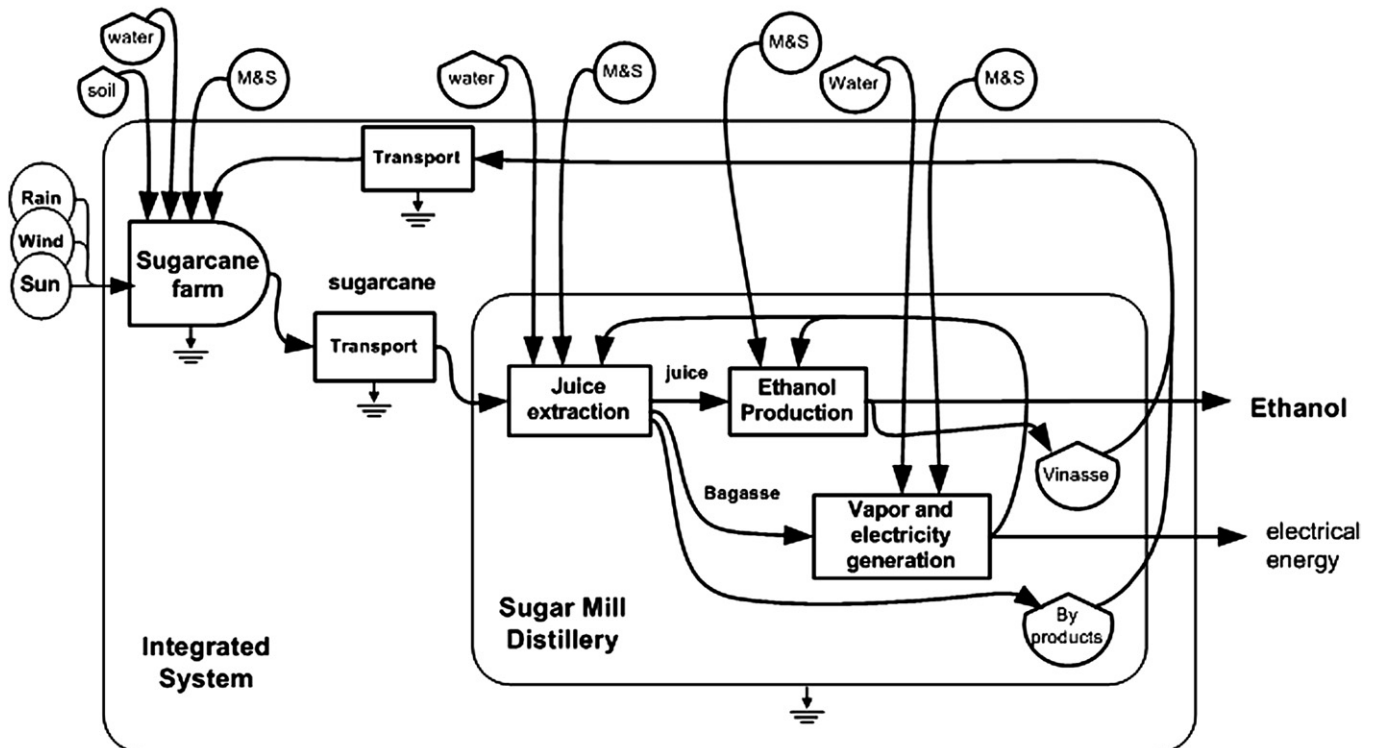 water
soil
M&S
water
M&S
M&S
Water
M&S
Transport
Rain
Wind
Sun
Sugarcane
farm
sugarcane
Transport
Juice
extraction
juice
Ethanol
Production
Ethanol
Vinasse
Bagasse
Vapor and
electricity
generation
electrical
energy
By
products
Sugar Mill
Distillery
Integrated
System